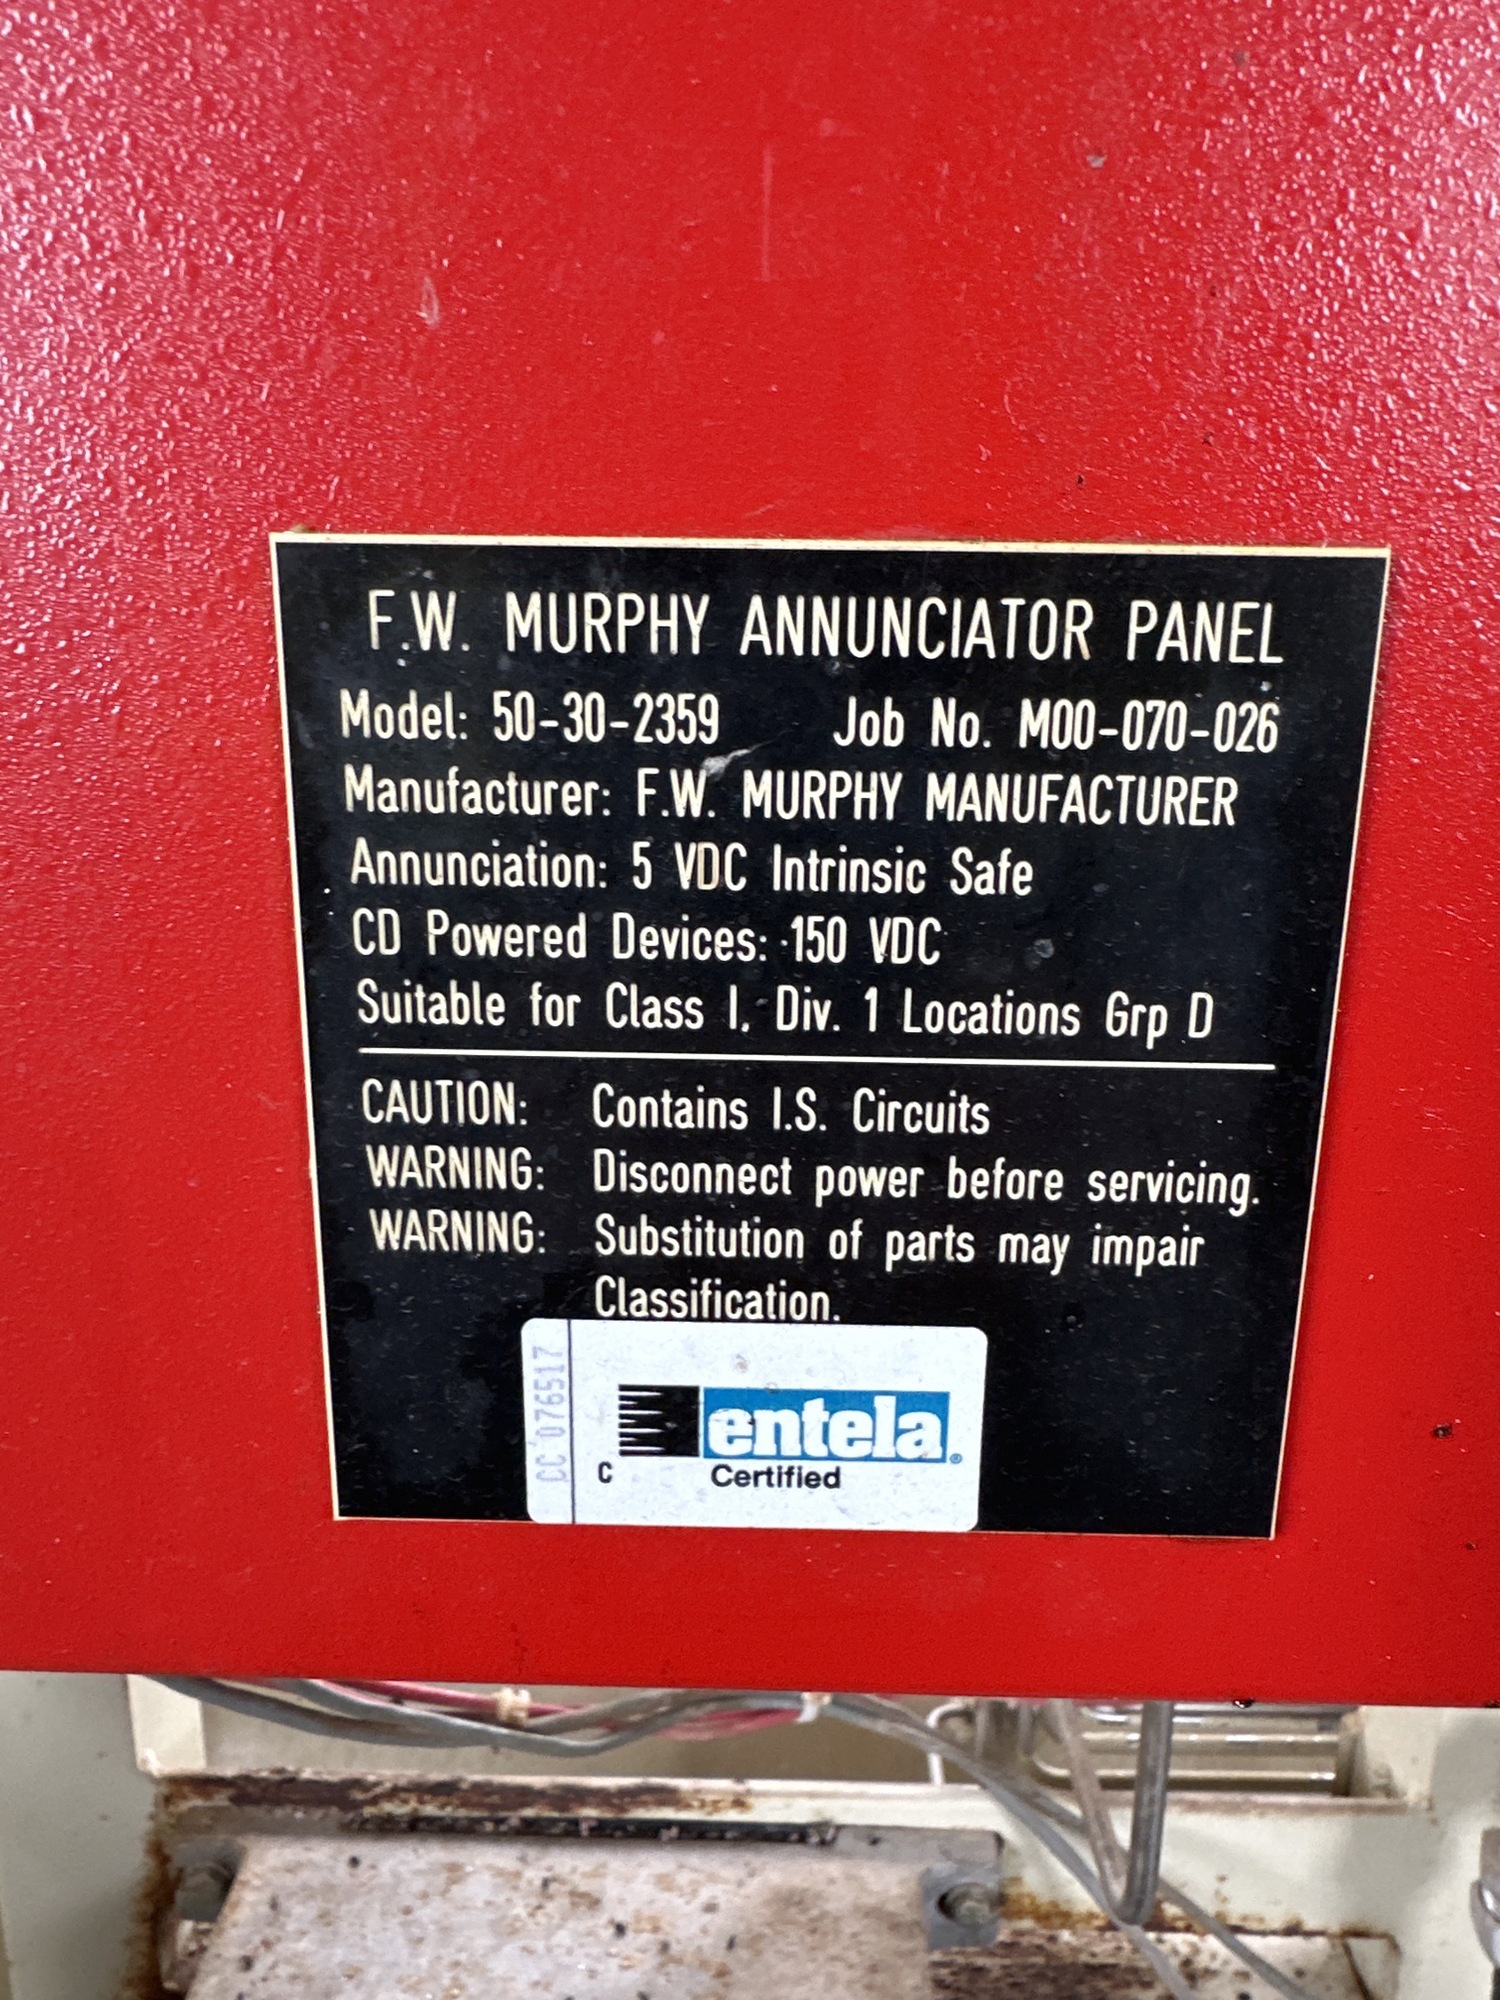 F.W. MURPHY ANNUNCIATOR PANEL
Model: 50-30-2359 Job No. M00-070-026
Manufacturer: F.W. MURPHY MANUFACTURER
Annunciation: 5 VDC Intrinsic Safe
CD Powered Devices: 150 VDC
Suitable for Class I, Div. 1 Locations Grp D
CAUTION: Contains I.S. Circuits
WARNING: Disconnect power before servicing.
WARNING: Substitution of parts may impair
Classification.
CC 076517
entela®
C Certified